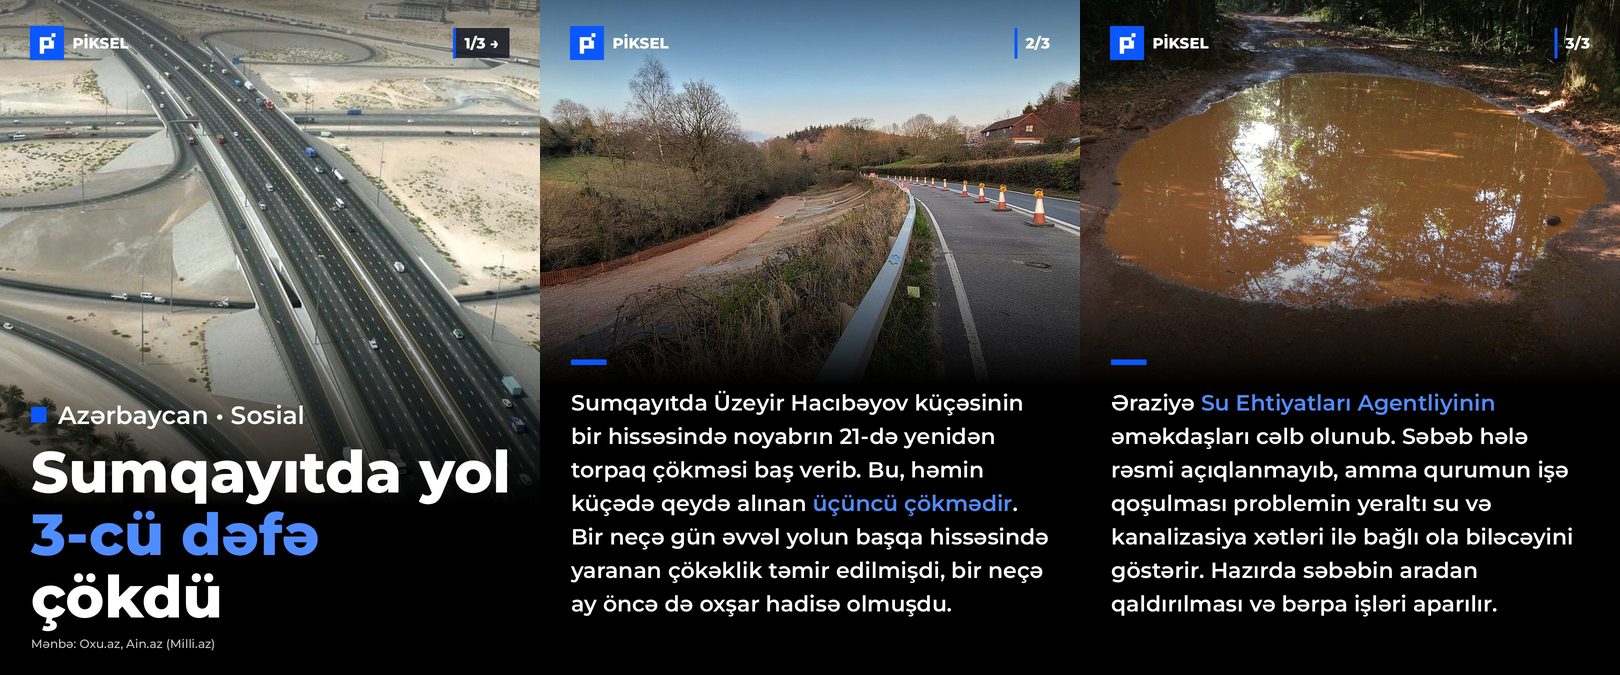 PİKSEL
1/3 →
Azərbaycan • Sosial
Sumqayıtda yol
3-cü dəfə
çökdü
Mənbə: Oxu.az, Ain.az (Milli.az)
PİKSEL
2/3
Sumqayıtda Üzeyir Hacıbəyov küçəsinin
bir hissəsində noyabrın 21-də yenidən
torpaq çökməsi baş verib. Bu, həmin
küçədə qeydə alınan üçüncü çökmədir.
Bir neçə gün əvvəl yolun başqa hissəsində
yaranan çökəklik təmir edilmişdi, bir neçə
ay öncə də oxşar hadisə olmuşdu.
PİKSEL
3/3
Əraziyə Su Ehtiyatları Agentliyinin
əməkdaşları cəlb olunub. Səbəb hələ
rəsmi açıqlanmayıb, amma qurumun işə
qoşulması problemin yeraltı su və
kanalizasiya xətləri ilə bağlı ola biləcəyini
göstərir. Hazırda səbəbin aradan
qaldırılması və bərpa işləri aparılır.